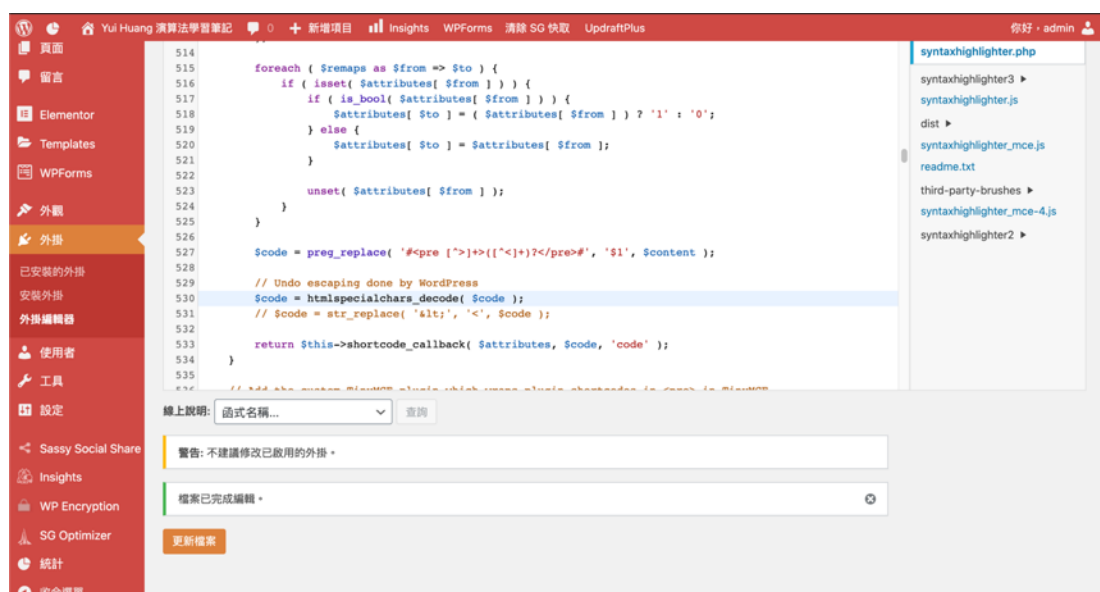 Yui Huang 演算法學習筆記 0 新增項目 Insights WPForms 清除 SG 快取 UpdraftPlus 你好，admin
頁面
留言
Elementor
Templates
WPForms
外觀
外掛
已安裝的外掛
安裝外掛
外掛編輯器
使用者
工具
設定
Sassy Social Share
Insights
WP Encryption
SG Optimizer
統計
514
515 foreach ( $remaps as $from => $to ) {
516 if ( isset( $attributes[ $from ] ) ) {
517 if ( is_bool( $attributes[ $from ] ) ) {
518 $attributes[ $to ] = ( $attributes[ $from ] ) ? '1' : '0';
519 } else {
520 $attributes[ $to ] = $attributes[ $from ];
521 }
522
523 unset( $attributes[ $from ] );
524 }
525 }
526
527 $code = preg_replace( '#<pre [^>]+>([^<]+)?</pre>#', '$1', $content );
528
529 // Undo escaping done by WordPress
530 $code = htmlspecialchars_decode( $code );
531 // $code = str_replace( '&lt;', '<', $code );
532
533 return $this->shortcode_callback( $attributes, $code, 'code' );
534 }
535
syntaxhighlighter.php
syntaxhighlighter3
syntaxhighlighter.js
dist
syntaxhighlighter_mce.js
readme.txt
third-party-brushes
syntaxhighlighter_mce-4.js
syntaxhighlighter2
線上說明: 函式名稱... 查詢
警告: 不建議修改已啟用的外掛。
檔案已完成編輯。
更新檔案